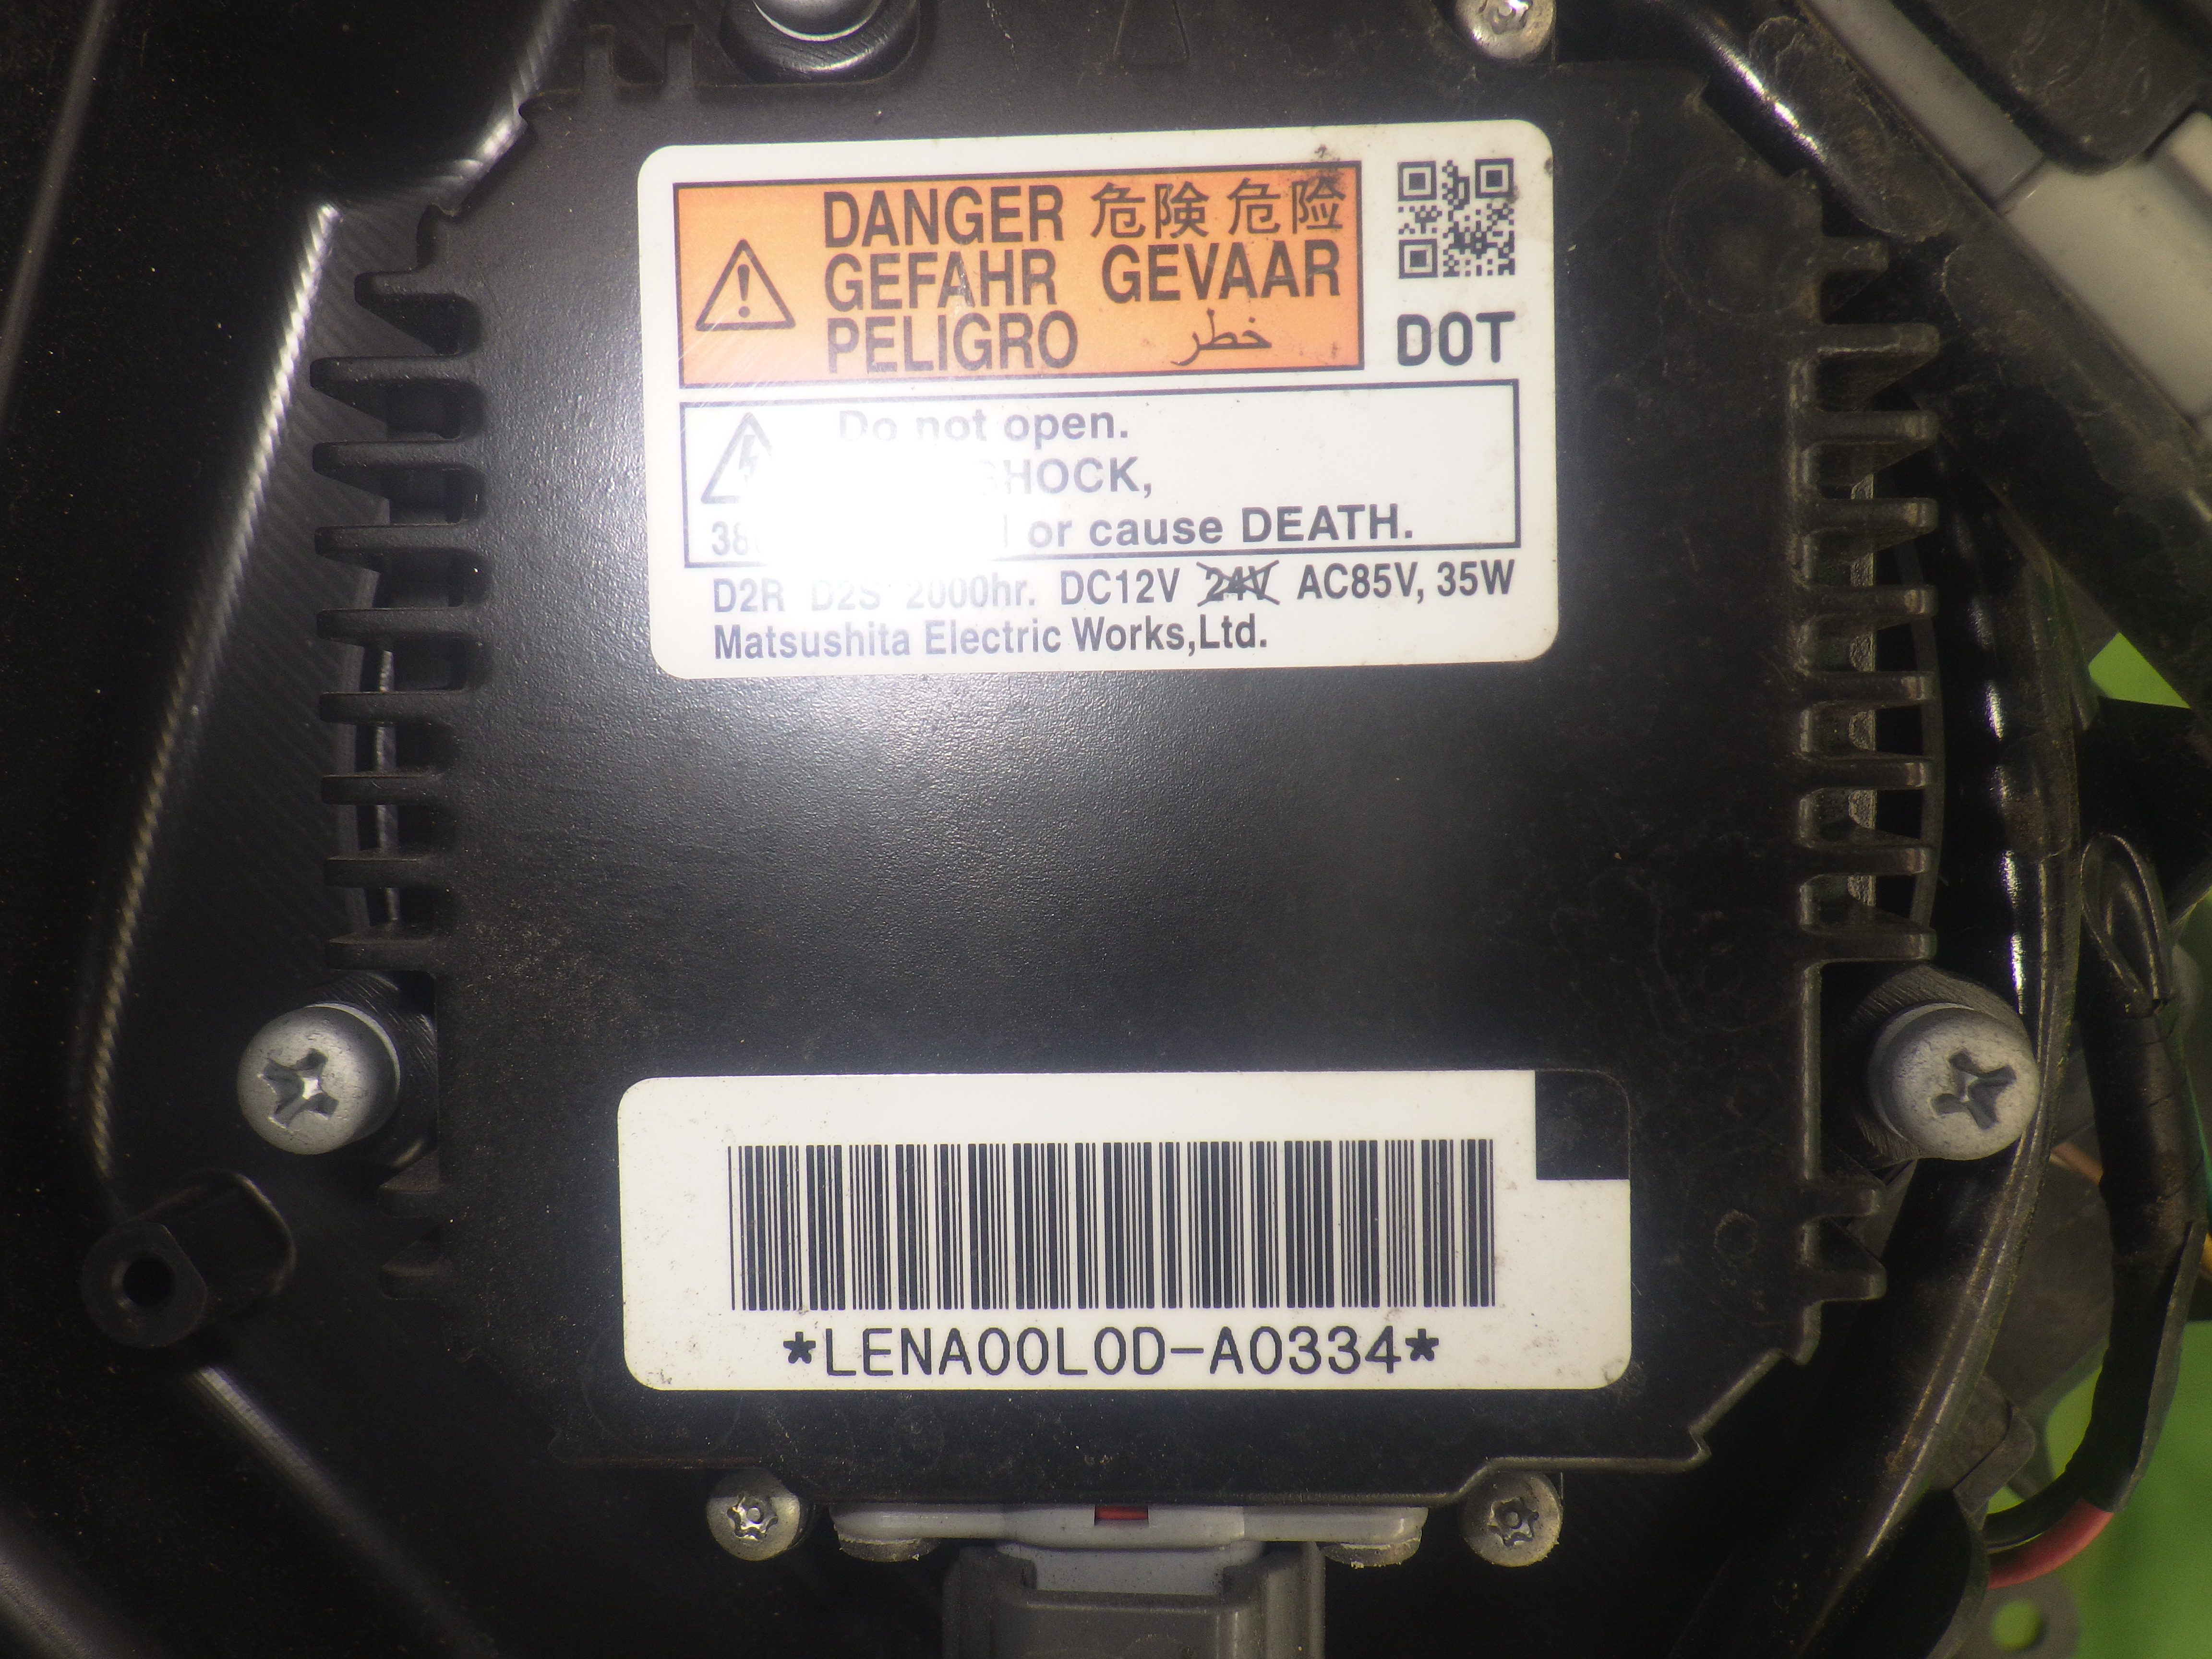 DANGER 危険 危险
GEFAHR GEVAAR
PELIGRO خطر
DOT
Do not open.
SHOCK,
or cause DEATH.
D2R D2S 2000hr. DC12V 24V AC85V, 35W
Matsushita Electric Works,Ltd.
*LENA00L0D-A0334*